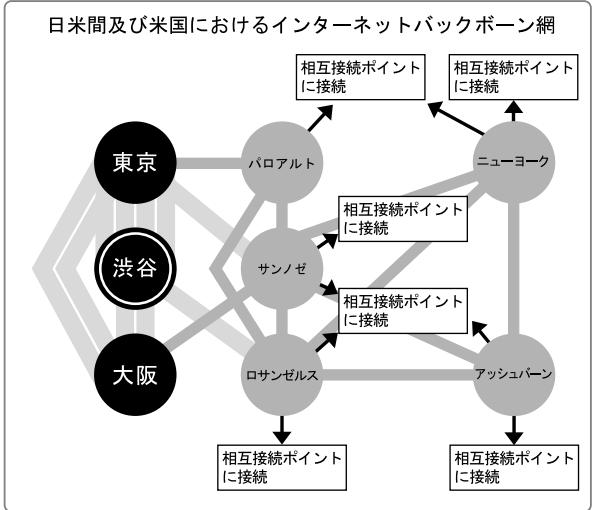 日米間及び米国におけるインターネットバックボーン網
相互接続ポイント
に接続
相互接続ポイント
に接続
東京
パロアルト
ニューヨーク
相互接続ポイント
に接続
渋谷
サンノゼ
相互接続ポイント
に接続
大阪
ロサンゼルス
アッシュバーン
相互接続ポイント
に接続
相互接続ポイント
に接続